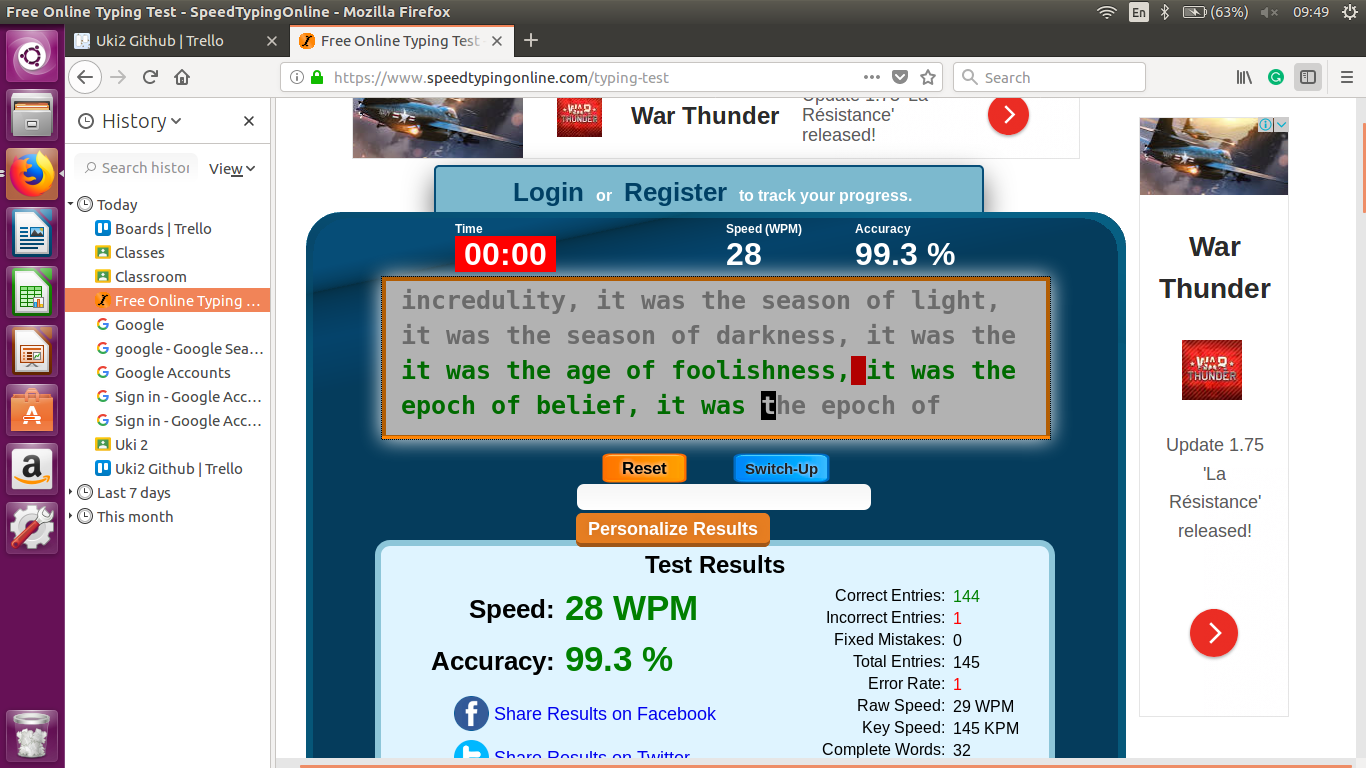 Free Online Typing Test - SpeedTypingOnline - Mozilla Firefox
En (63%) 09:49
Uki2 Github | Trello
Free Online Typing Test
https://www.speedtypingonline.com/typing-test
Search
History
Search histor
View
Today
Boards | Trello
Classes
Classroom
Free Online Typing …
Google
google - Google Sea…
Google Accounts
Sign in - Google Acc…
Sign in - Google Acc…
Uki 2
Uki2 Github | Trello
Last 7 days
This month
WAR THUNDER
War Thunder
Update 1.75 'La
Résistance'
released!
Login or Register to track your progress.
Time Speed (WPM) Accuracy
00:00 28 99.3 %
incredulity, it was the season of light,
it was the season of darkness, it was the
it was the age of foolishness, it was the
epoch of belief, it was the epoch of
Reset Switch-Up
Personalize Results
Test Results
Speed: 28 WPM
Accuracy: 99.3 %
Share Results on Facebook
Share Results on Twitter
Correct Entries: 144
Incorrect Entries: 1
Fixed Mistakes: 0
Total Entries: 145
Error Rate: 1
Raw Speed: 29 WPM
Key Speed: 145 KPM
Complete Words: 32
War
Thunder
WAR
THUNDER
Update 1.75
'La
Résistance'
released!